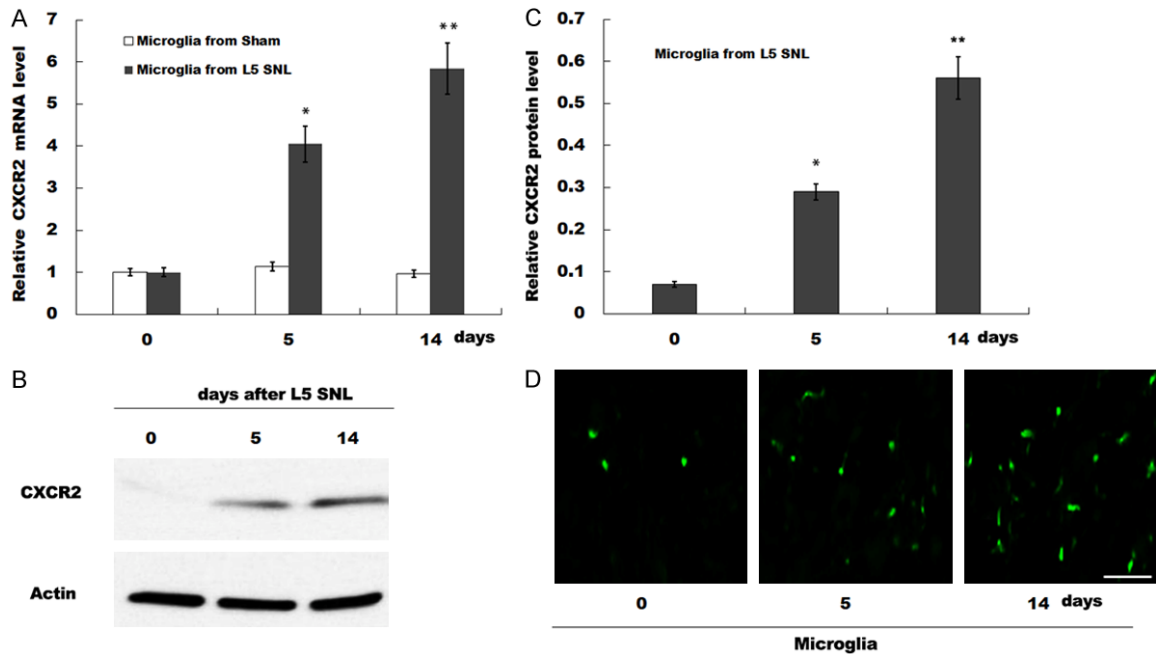 A
Relative CXCR2 mRNA level
7
6
5
4
3
2
1
0
Microglia from Sham
Microglia from L5 SNL
*
**
0 5 14 days
B
days after L5 SNL
0 5 14
CXCR2
Actin
C
Relative CXCR2 protein level
0.7
0.6
0.5
0.4
0.3
0.2
0.1
0
Microglia from L5 SNL
*
**
0 5 14 days
D
0 5 14 days
Microglia